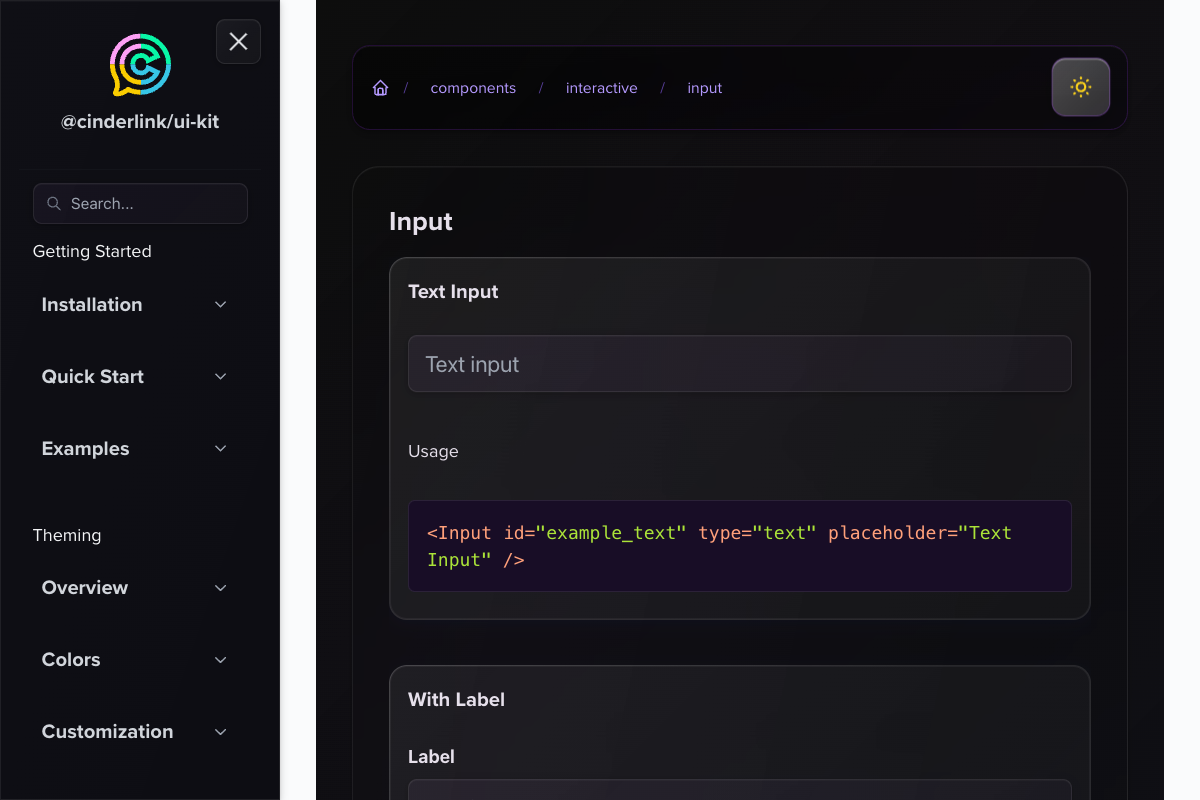 @cinderlink/ui-kit
Search...
Getting Started
Installation
Quick Start
Examples
Theming
Overview
Colors
Customization
/ components / interactive / input
Input
Text Input
Text input
Usage
<Input id="example_text" type="text" placeholder="Text
Input" />
With Label
Label